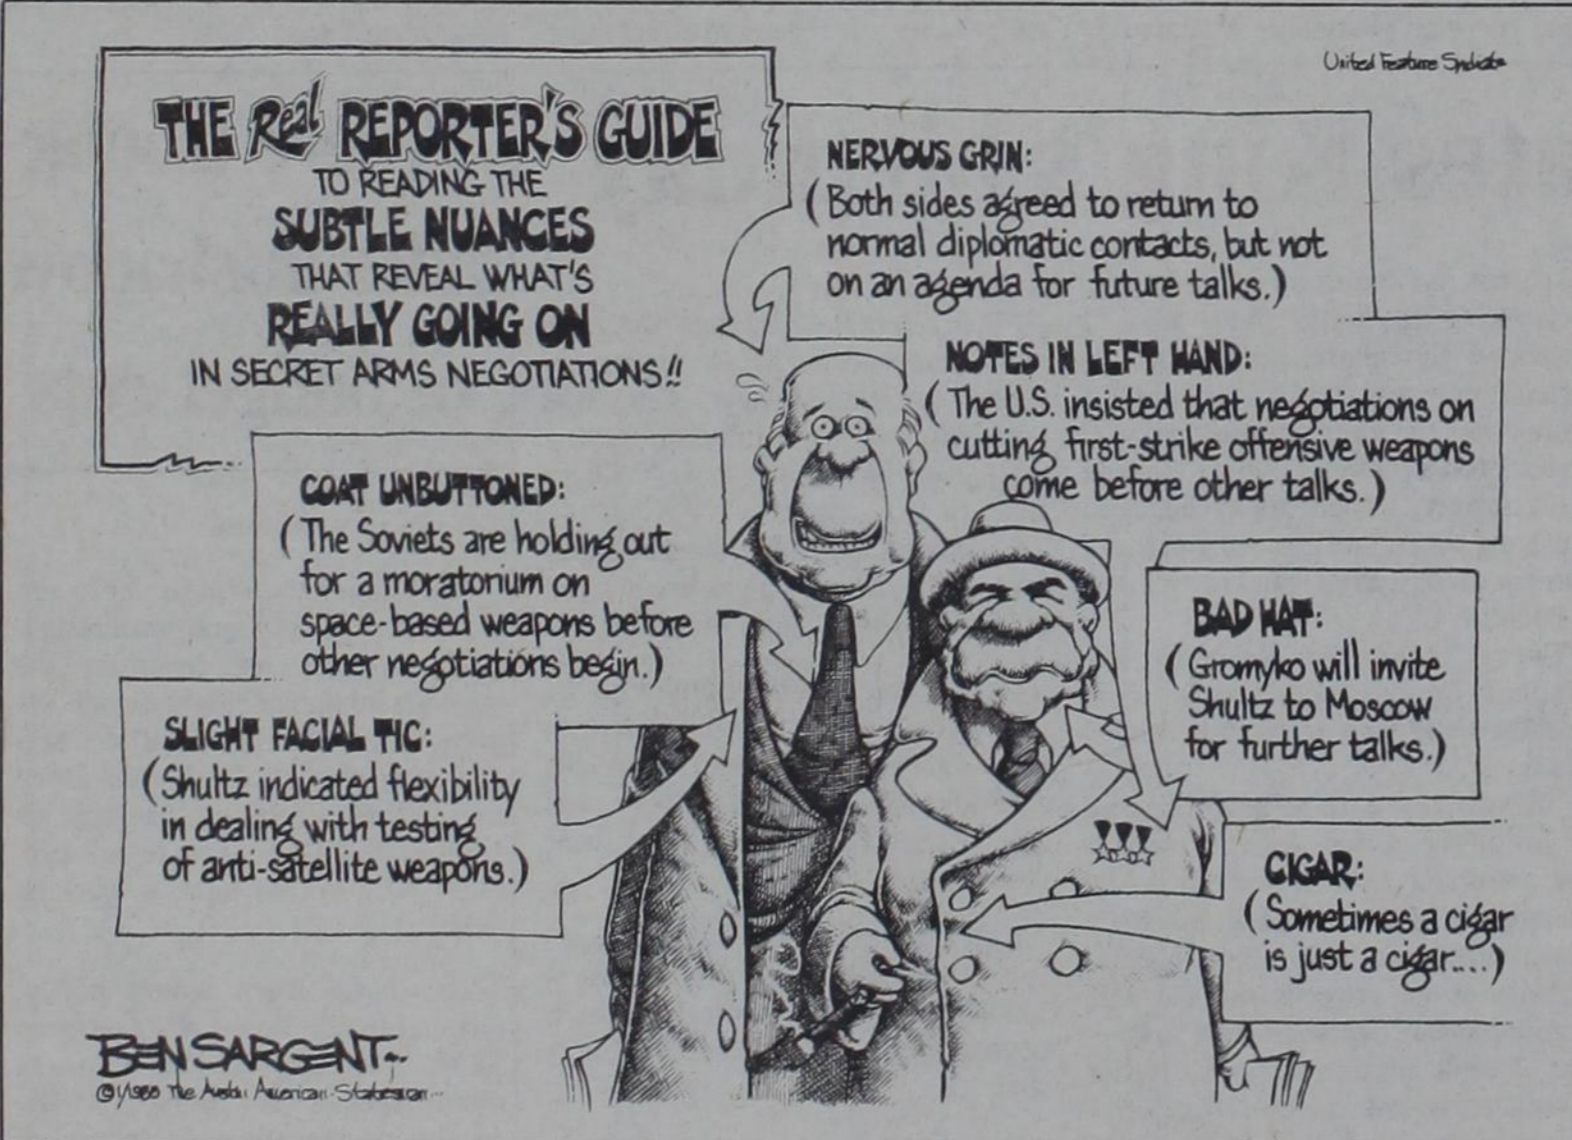 United Feature Syndicate
THE Real REPORTER'S GUIDE
TO READING THE
SUBTLE NUANCES
THAT REVEAL WHAT'S
REALLY GOING ON
IN SECRET ARMS NEGOTIATIONS!!
NERVOUS GRIN:
(Both sides agreed to return to
normal diplomatic contacts, but not
on an agenda for future talks.)
NOTES IN LEFT HAND:
(The U.S. insisted that negotiations on
cutting first-strike offensive weapons
come before other talks.)
COAT UNBUTTONED:
(The Soviets are holding out
for a moratorium on
space-based weapons before
other negotiations begin.)
BAD HAT:
(Gromyko will invite
Shultz to Moscow
for further talks.)
SLIGHT FACIAL TIC:
(Shultz indicated flexibility
in dealing with testing
of anti-satellite weapons.)
CIGAR:
(Sometimes a cigar
is just a cigar....)
BEN SARGENT
The Austin American-Statesman